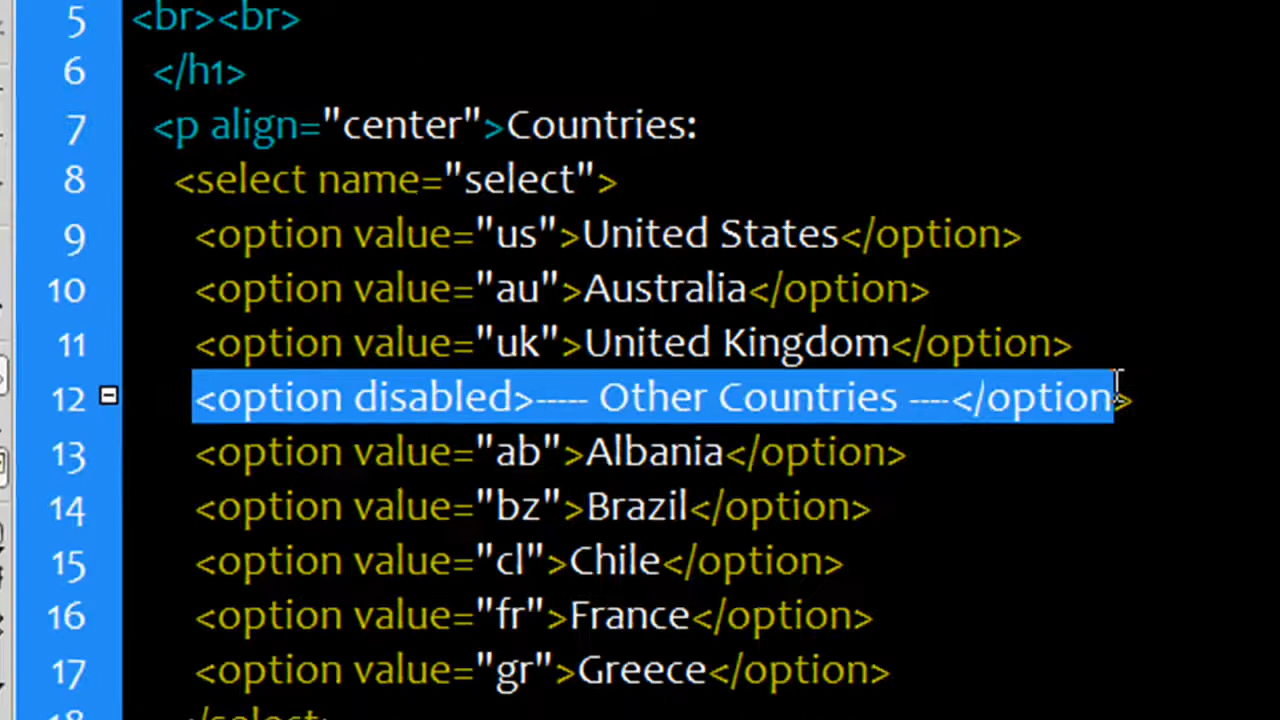 5 <br><br>
6 </h1>
7 <p align="center">Countries:
8 <select name="select">
9 <option value="us">United States</option>
10 <option value="au">Australia</option>
11 <option value="uk">United Kingdom</option>
12 <option disabled>----- Other Countries ----</option>
13 <option value="ab">Albania</option>
14 <option value="bz">Brazil</option>
15 <option value="cl">Chile</option>
16 <option value="fr">France</option>
17 <option value="gr">Greece</option>
18 </select>